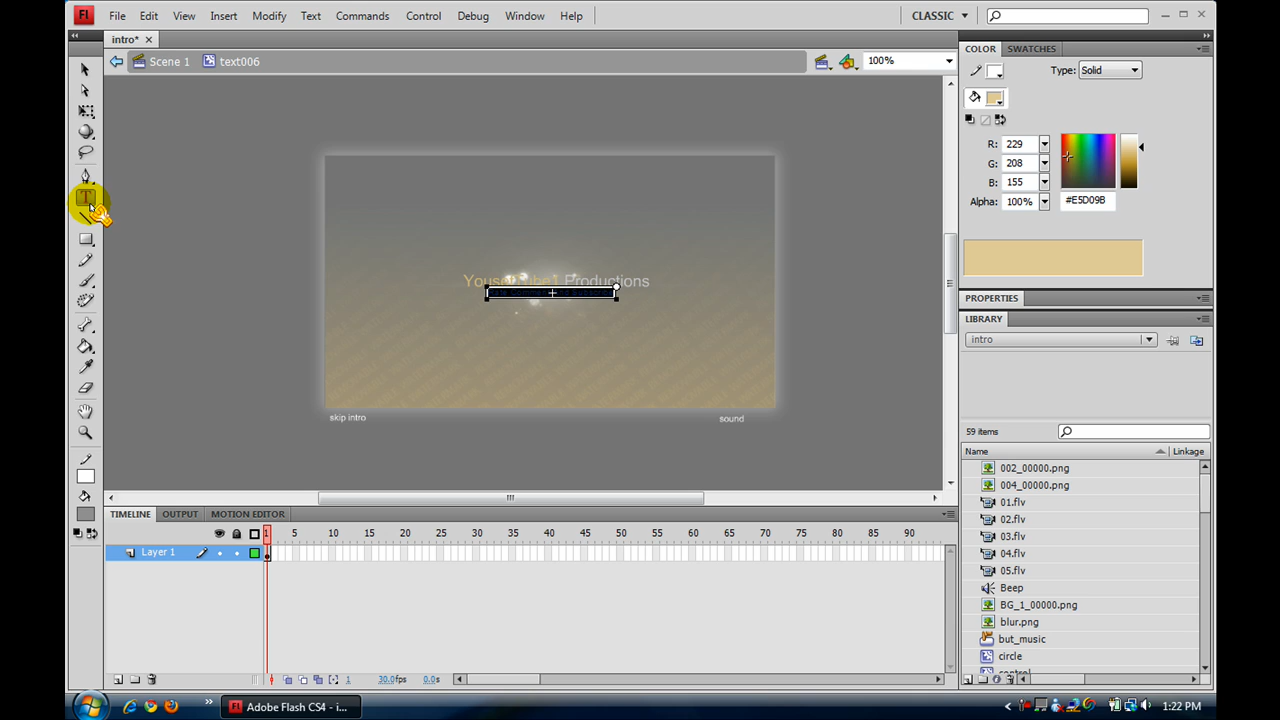 Fl File Edit View Insert Modify Text Commands Control Debug Window Help CLASSIC
intro*
Scene 1 text006 100%
COLOR SWATCHES
Type: Solid
R: 229
G: 208
B: 155
Alpha: 100% #E5D09B
T
Productions
skip intro sound
PROPERTIES
LIBRARY
intro
59 items
Name Linkage
002_00000.png
004_00000.png
01.flv
02.flv
03.flv
04.flv
05.flv
Beep
BG_1_00000.png
blur.png
but_music
circle
control
TIMELINE OUTPUT MOTION EDITOR
1 5 10 15 20 25 30 35 40 45 50 55 60 65 70 75 80 85 90
Layer 1
1 30.0fps 0.0s
Adobe Flash CS4 - i...
1:22 PM